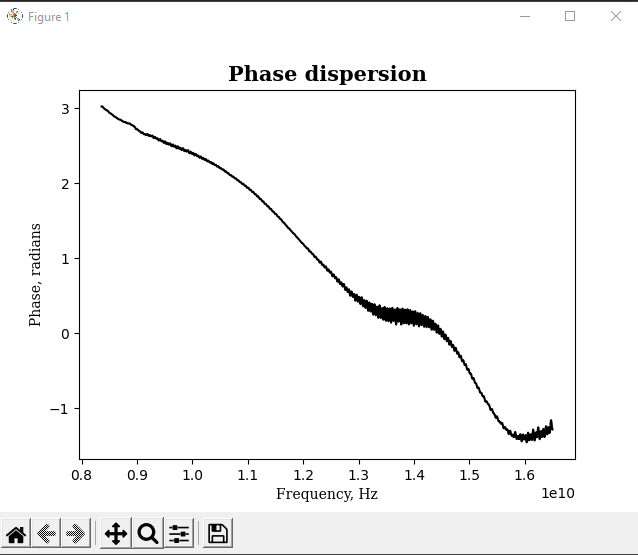 Figure 1
Phase dispersion
Phase, radians
3
2
1
0
−1
0.8 0.9 1.0 1.1 1.2 1.3 1.4 1.5 1.6
Frequency, Hz
1e10